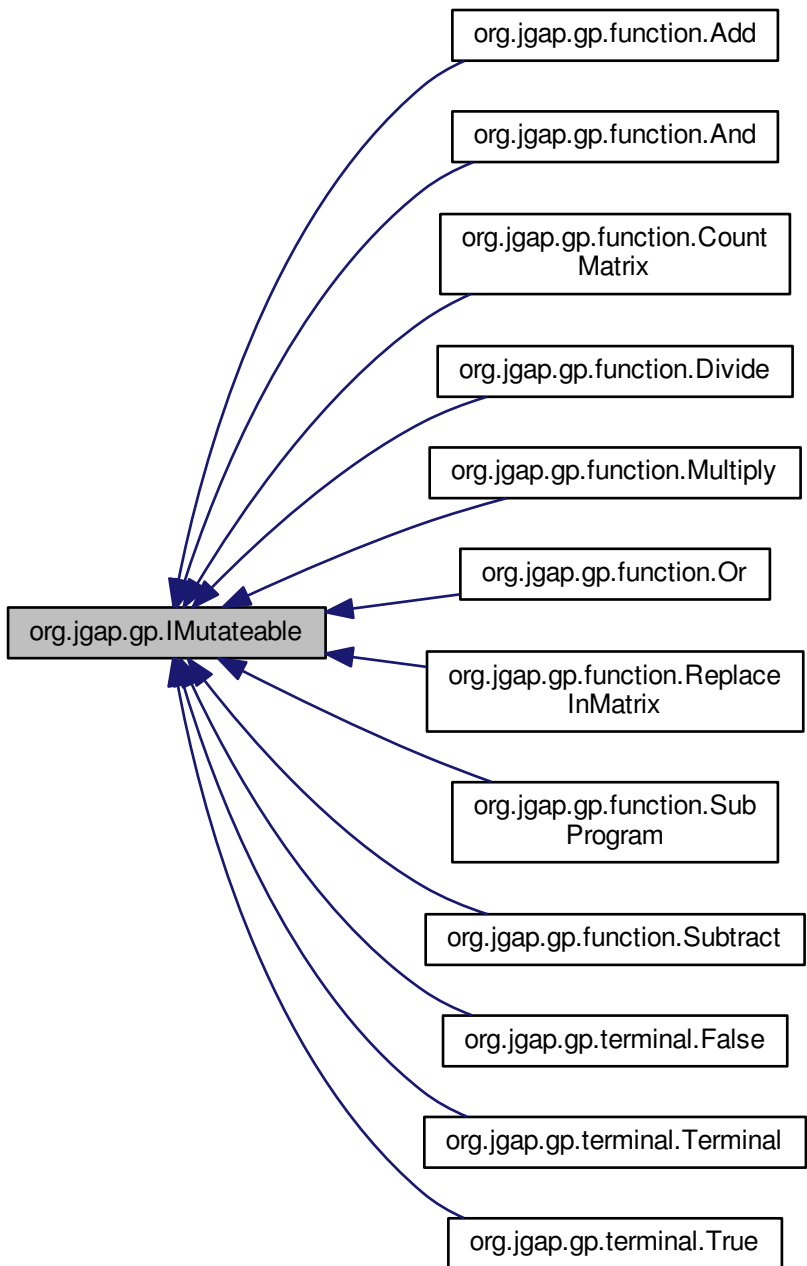 org.jgap.gp.function.Add
org.jgap.gp.function.And
org.jgap.gp.function.Count
Matrix
org.jgap.gp.function.Divide
org.jgap.gp.function.Multiply
org.jgap.gp.function.Or
org.jgap.gp.IMutateable
org.jgap.gp.function.Replace
InMatrix
org.jgap.gp.function.Sub
Program
org.jgap.gp.function.Subtract
org.jgap.gp.terminal.False
org.jgap.gp.terminal.Terminal
org.jgap.gp.terminal.True